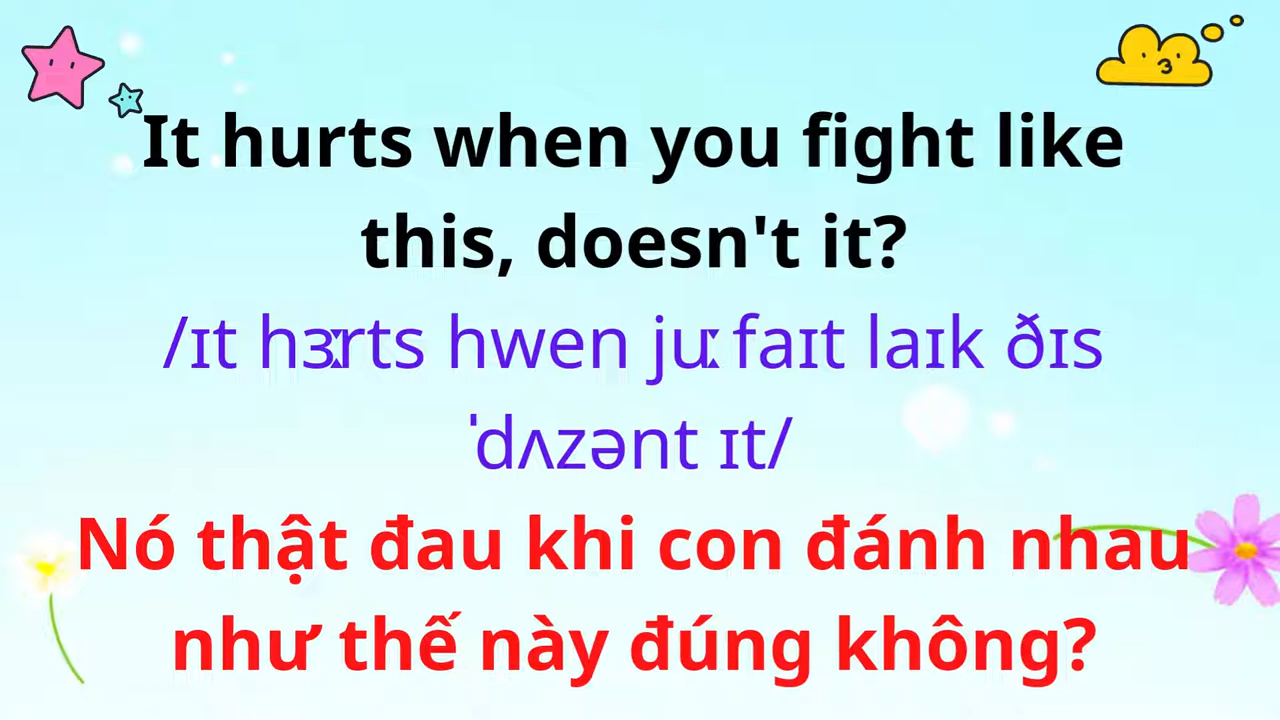 It hurts when you fight like
this, doesn't it?
/ɪt hɜːrts hwen juː faɪt laɪk ðɪs
ˈdʌzənt ɪt/
Nó thật đau khi con đánh nhau
như thế này đúng không?